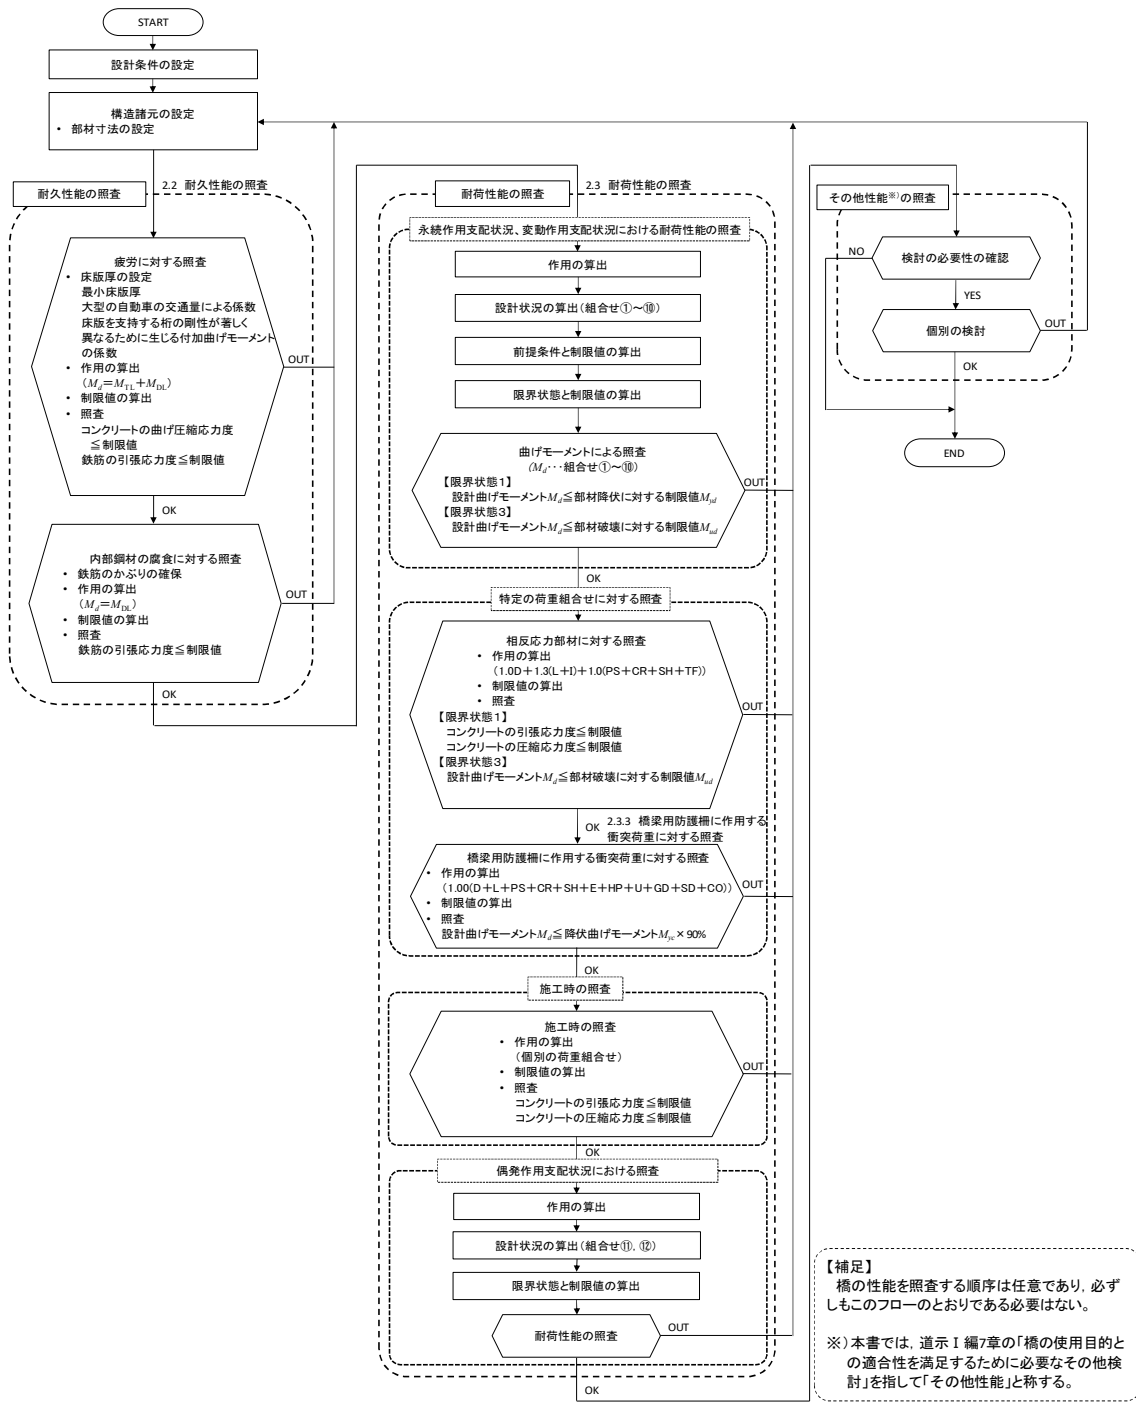 START
設計条件の設定
構造諸元の設定
・ 部材寸法の設定
耐久性能の照査
2.2 耐久性能の照査
疲労に対する照査
・ 床版厚の設定
最小床版厚
大型の自動車の交通量による係数
床版を支持する桁の剛性が著しく
異なるために生じる付加曲げモーメント
の係数
・ 作用の算出
(Md=MTL+MDL)
・ 制限値の算出
・ 照査
コンクリートの曲げ圧縮応力度
≦制限値
鉄筋の引張応力度≦制限値
OUT
OK
内部鋼材の腐食に対する照査
・ 鉄筋のかぶりの確保
・ 作用の算出
(Md=MDL)
・ 制限値の算出
・ 照査
鉄筋の引張応力度≦制限値
OUT
OK
耐荷性能の照査
2.3 耐荷性能の照査
永続作用支配状況、変動作用支配状況における耐荷性能の照査
作用の算出
設計状況の算出(組合せ①~⑩)
前提条件と制限値の算出
限界状態と制限値の算出
曲げモーメントによる照査
(Md・・・組合せ①~⑩)
【限界状態1】
設計曲げモーメントMd≦部材降伏に対する制限値Myd
【限界状態3】
設計曲げモーメントMd≦部材破壊に対する制限値Mud
OUT
OK
特定の荷重組合せに対する照査
相反応力部材に対する照査
・ 作用の算出
(1.0D+1.3(L+I)+1.0(PS+CR+SH+TF))
・ 制限値の算出
・ 照査
【限界状態1】
コンクリートの引張応力度≦制限値
コンクリートの圧縮応力度≦制限値
【限界状態3】
設計曲げモーメントMd≦部材破壊に対する制限値Mud
OUT
OK
2.3.3 橋梁用防護柵に作用する
衝突荷重に対する照査
橋梁用防護柵に作用する衝突荷重に対する照査
・ 作用の算出
(1.00(D+L+PS+CR+SH+E+HP+U+GD+SD+CO))
・ 制限値の算出
・ 照査
設計曲げモーメントMd≦降伏曲げモーメントMyc×90%
OUT
OK
施工時の照査
施工時の照査
・ 作用の算出
(個別の荷重組合せ)
・ 制限値の算出
・ 照査
コンクリートの引張応力度≦制限値
コンクリートの圧縮応力度≦制限値
OUT
OK
偶発作用支配状況における照査
作用の算出
設計状況の算出(組合せ⑪, ⑫)
限界状態と制限値の算出
耐荷性能の照査
OUT
OK
その他性能※)の照査
検討の必要性の確認
NO
YES
個別の検討
OUT
OK
END
【補足】
橋の性能を照査する順序は任意であり, 必ず
しもこのフローのとおりである必要はない。
※)本書では, 道示Ⅰ編7章の「橋の使用目的と
の適合性を満足するために必要なその他検
討」を指して「その他性能」と称する。